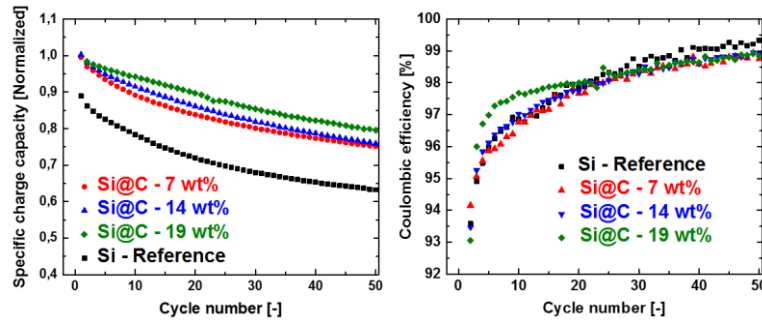 Specific charge capacity [Normalized]
1,1
1,0
0,9
0,8
0,7
0,6
0,5
0,4
Si@C - 7 wt%
Si@C - 14 wt%
Si@C - 19 wt%
Si - Reference
0 10 20 30 40 50
Cycle number [-]
Coulombic efficiency [%]
100
99
98
97
96
95
94
93
92
Si - Reference
Si@C - 7 wt%
Si@C - 14 wt%
Si@C - 19 wt%
0 10 20 30 40 50
Cycle number [-]